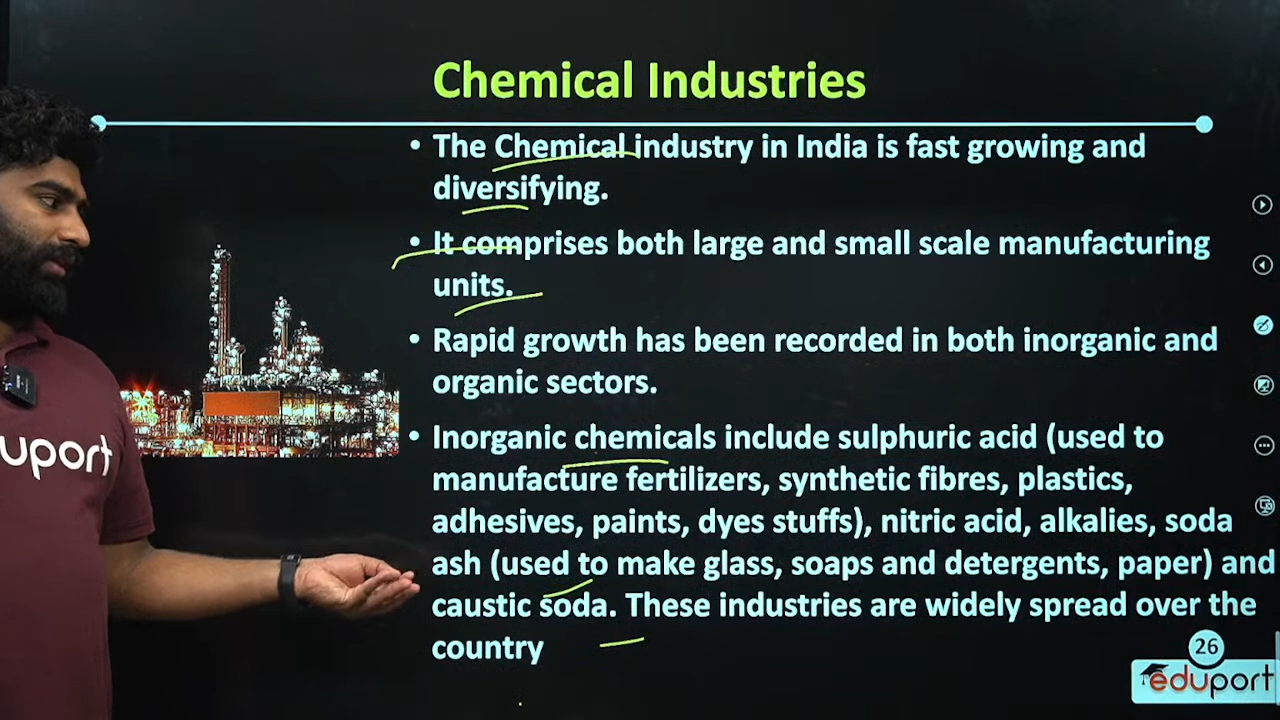 Chemical Industries
• The Chemical industry in India is fast growing and
diversifying.
• It comprises both large and small scale manufacturing
units.
• Rapid growth has been recorded in both inorganic and
organic sectors.
• Inorganic chemicals include sulphuric acid (used to
manufacture fertilizers, synthetic fibres, plastics,
adhesives, paints, dyes stuffs), nitric acid, alkalies, soda
ash (used to make glass, soaps and detergents, paper) and
caustic soda. These industries are widely spread over the
country
duport
26
eduport